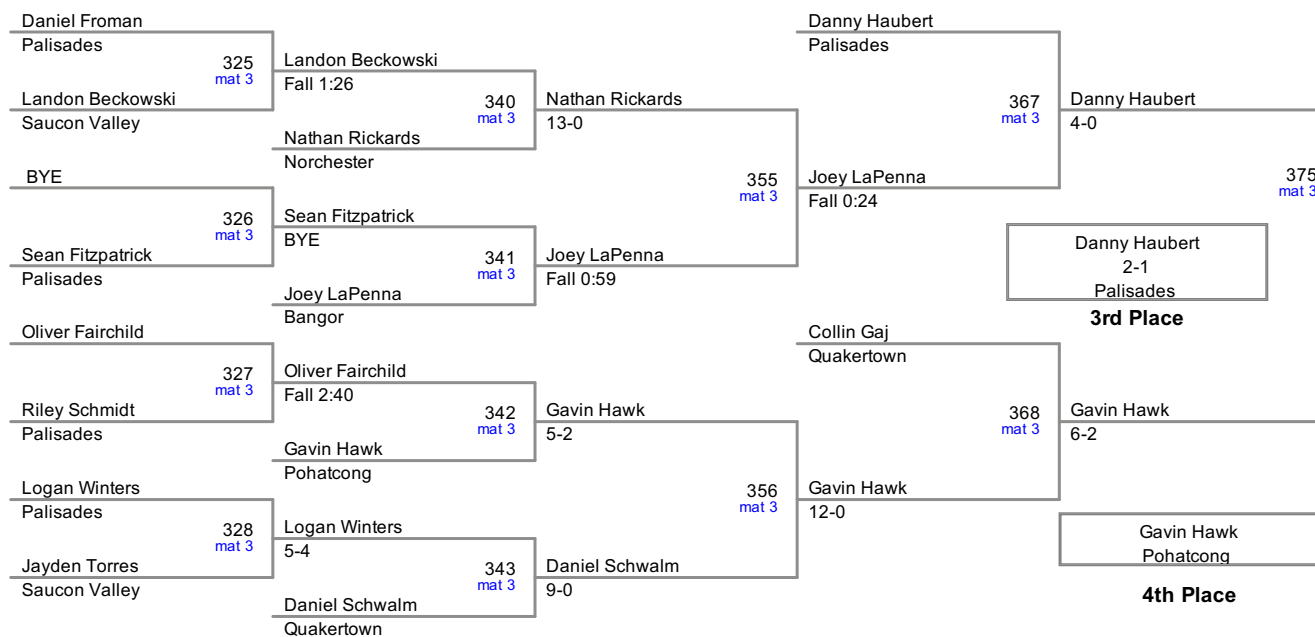 Daniel Froman
Palisades
325
mat 3
Landon Beckowski
Saucon Valley
BYE
326
mat 3
Sean Fitzpatrick
Palisades
Oliver Fairchild
327
mat 3
Riley Schmidt
Palisades
Logan Winters
Palisades
328
mat 3
Jayden Torres
Saucon Valley
Landon Beckowski
Fall 1:26
340
mat 3
Nathan Rickards
Norchester
Sean Fitzpatrick
BYE
341
mat 3
Joey LaPenna
Bangor
Oliver Fairchild
Fall 2:40
342
mat 3
Gavin Hawk
Pohatcong
Logan Winters
5-4
343
mat 3
Daniel Schwalm
Quakertown
Nathan Rickards
13-0
355
mat 3
Joey LaPenna
Fall 0:59
Gavin Hawk
5-2
356
mat 3
Daniel Schwalm
9-0
Danny Haubert
Palisades
367
mat 3
Joey LaPenna
Fall 0:24
Collin Gaj
Quakertown
368
mat 3
Gavin Hawk
12-0
Danny Haubert
4-0
375
mat 3
Danny Haubert
2-1
Palisades
3rd Place
Gavin Hawk
6-2
Gavin Hawk
Pohatcong
4th Place